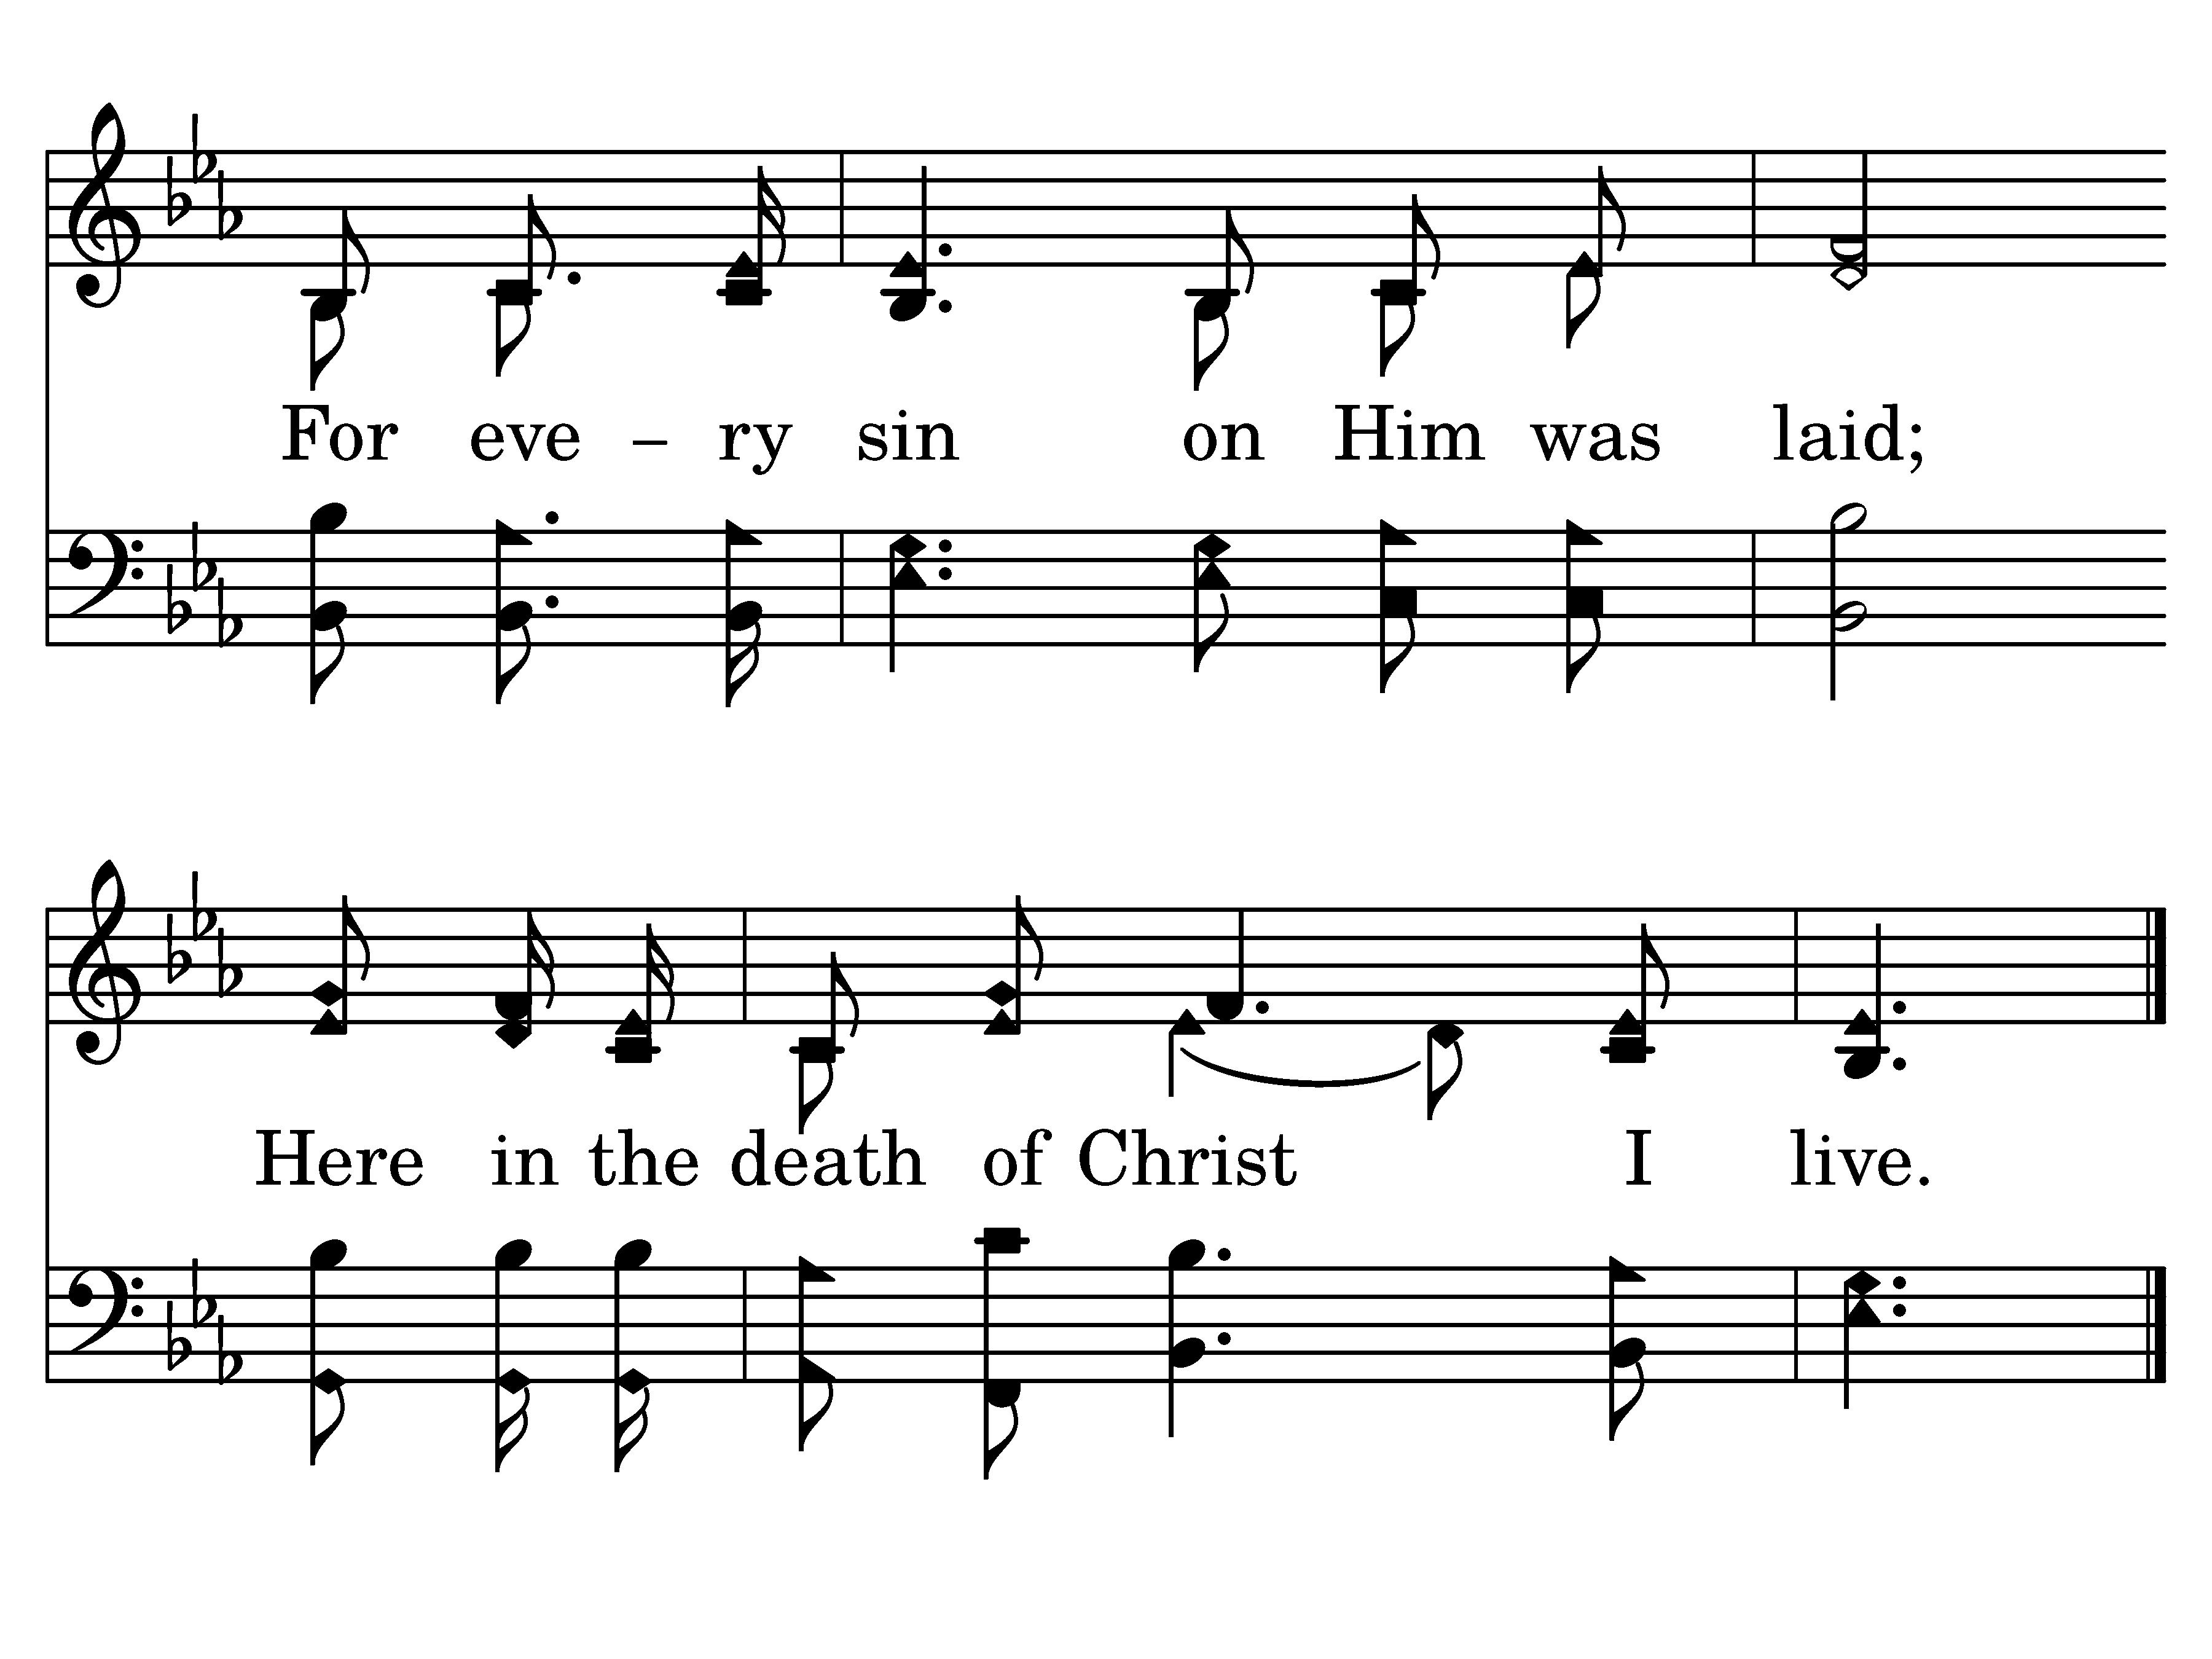 For eve – ry sin on Him was laid;
Here in the death of Christ I live.